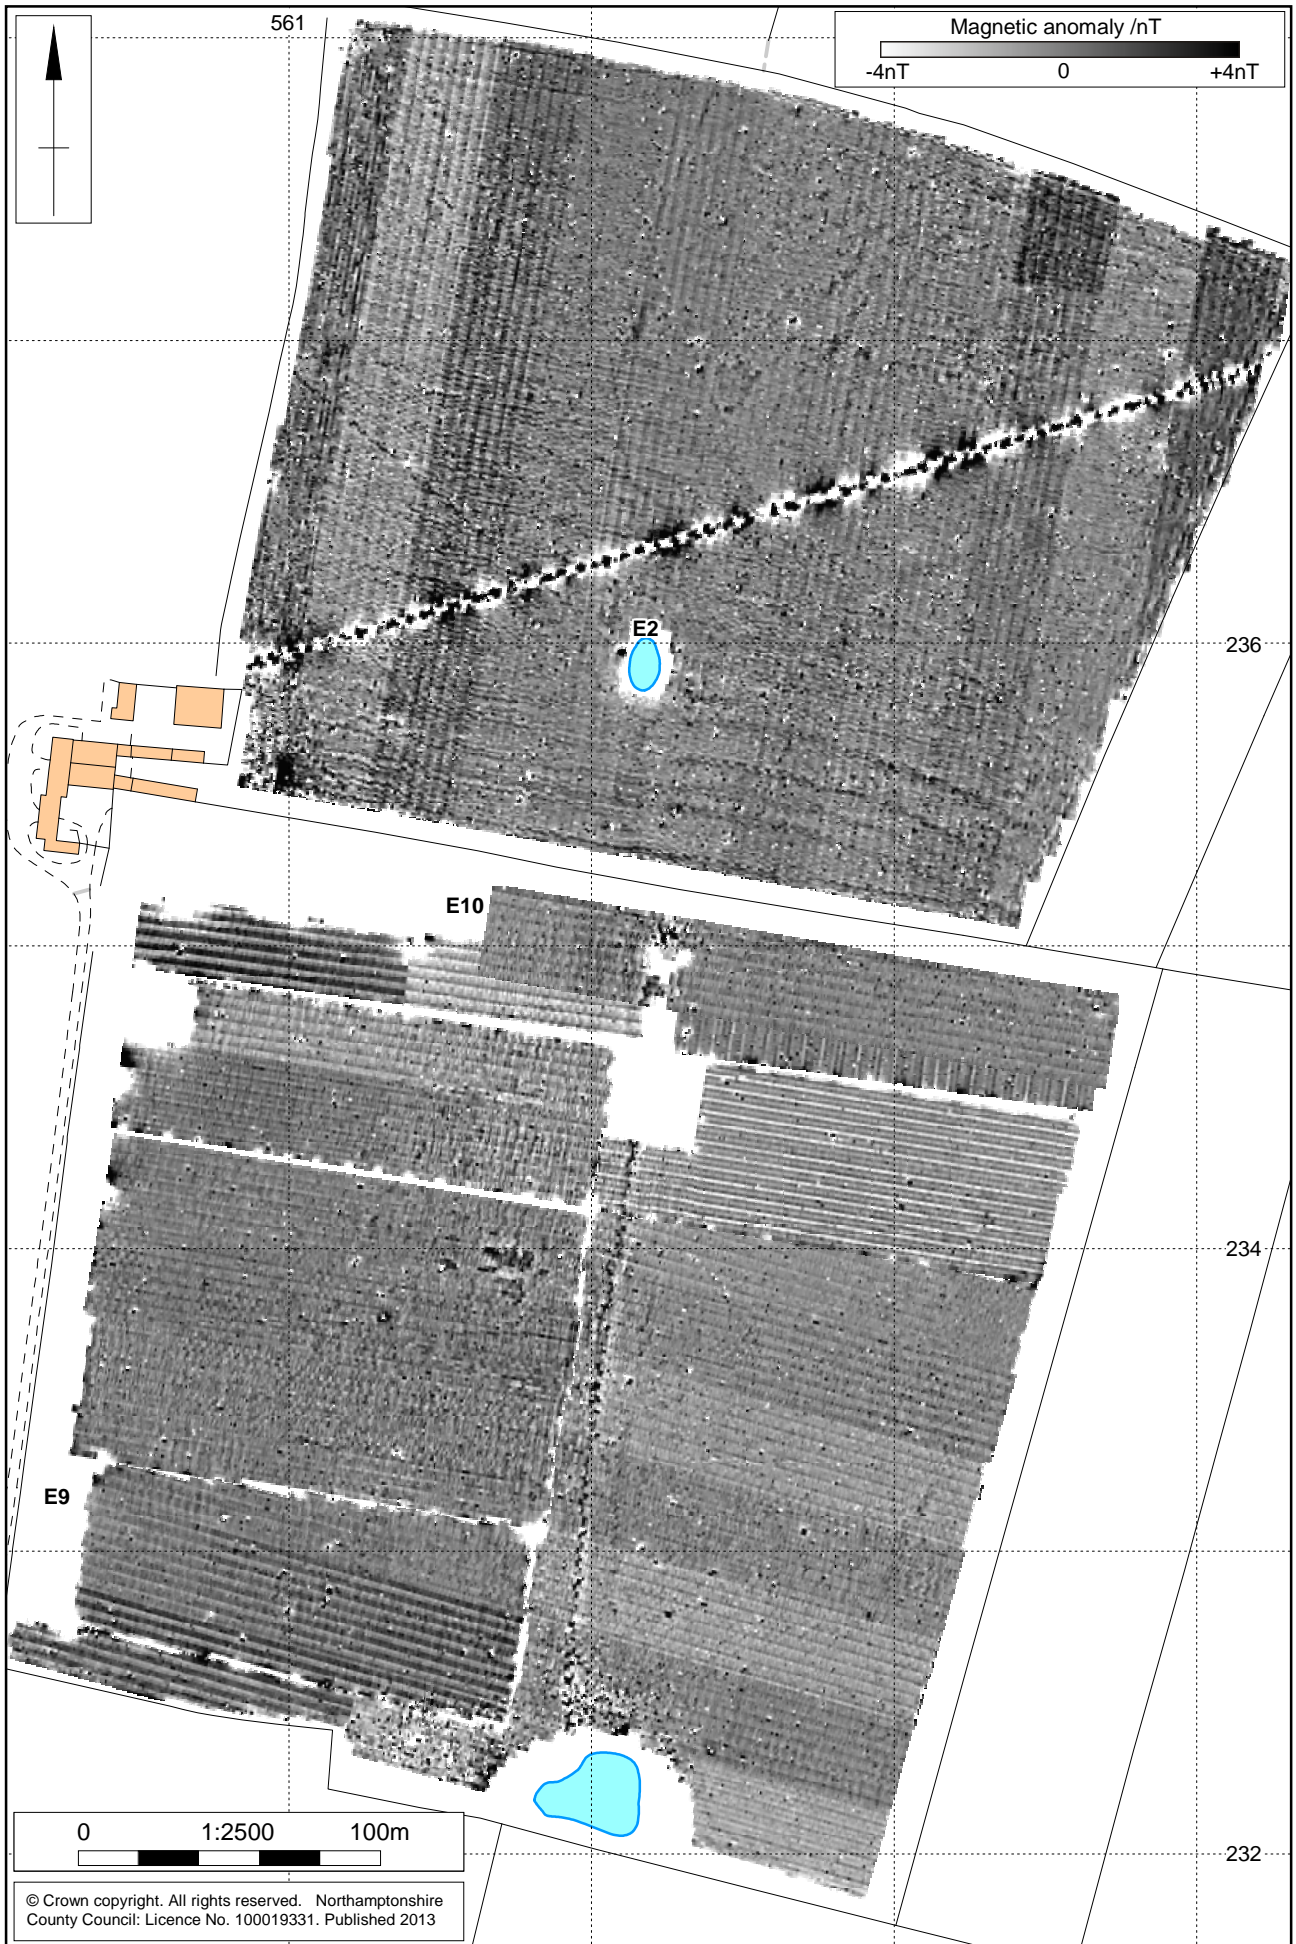 561
Magnetic anomaly /nT
-4nT 0 +4nT
E2
236
E10
234
E9
0 1:2500 100m
232
© Crown copyright. All rights reserved. Northamptonshire
County Council: Licence No. 100019331. Published 2013